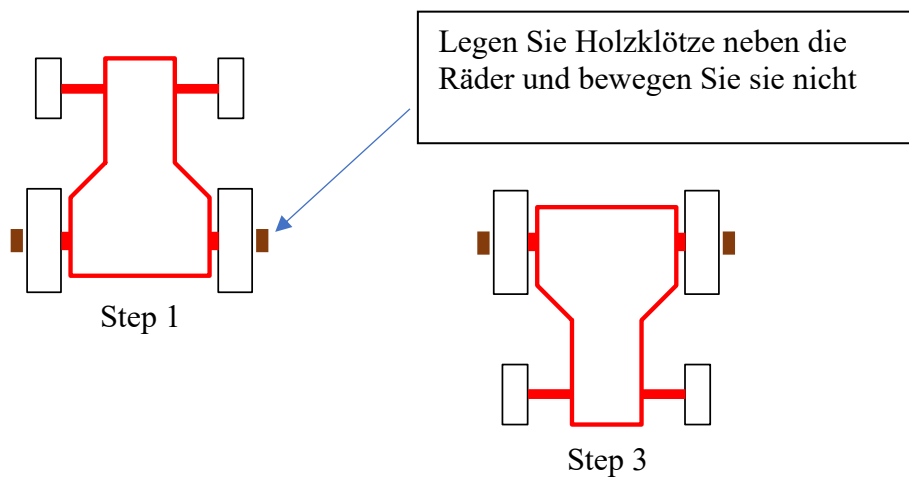 Legen Sie Holzklötze neben die
Räder und bewegen Sie sie nicht
Step 1
Step 3